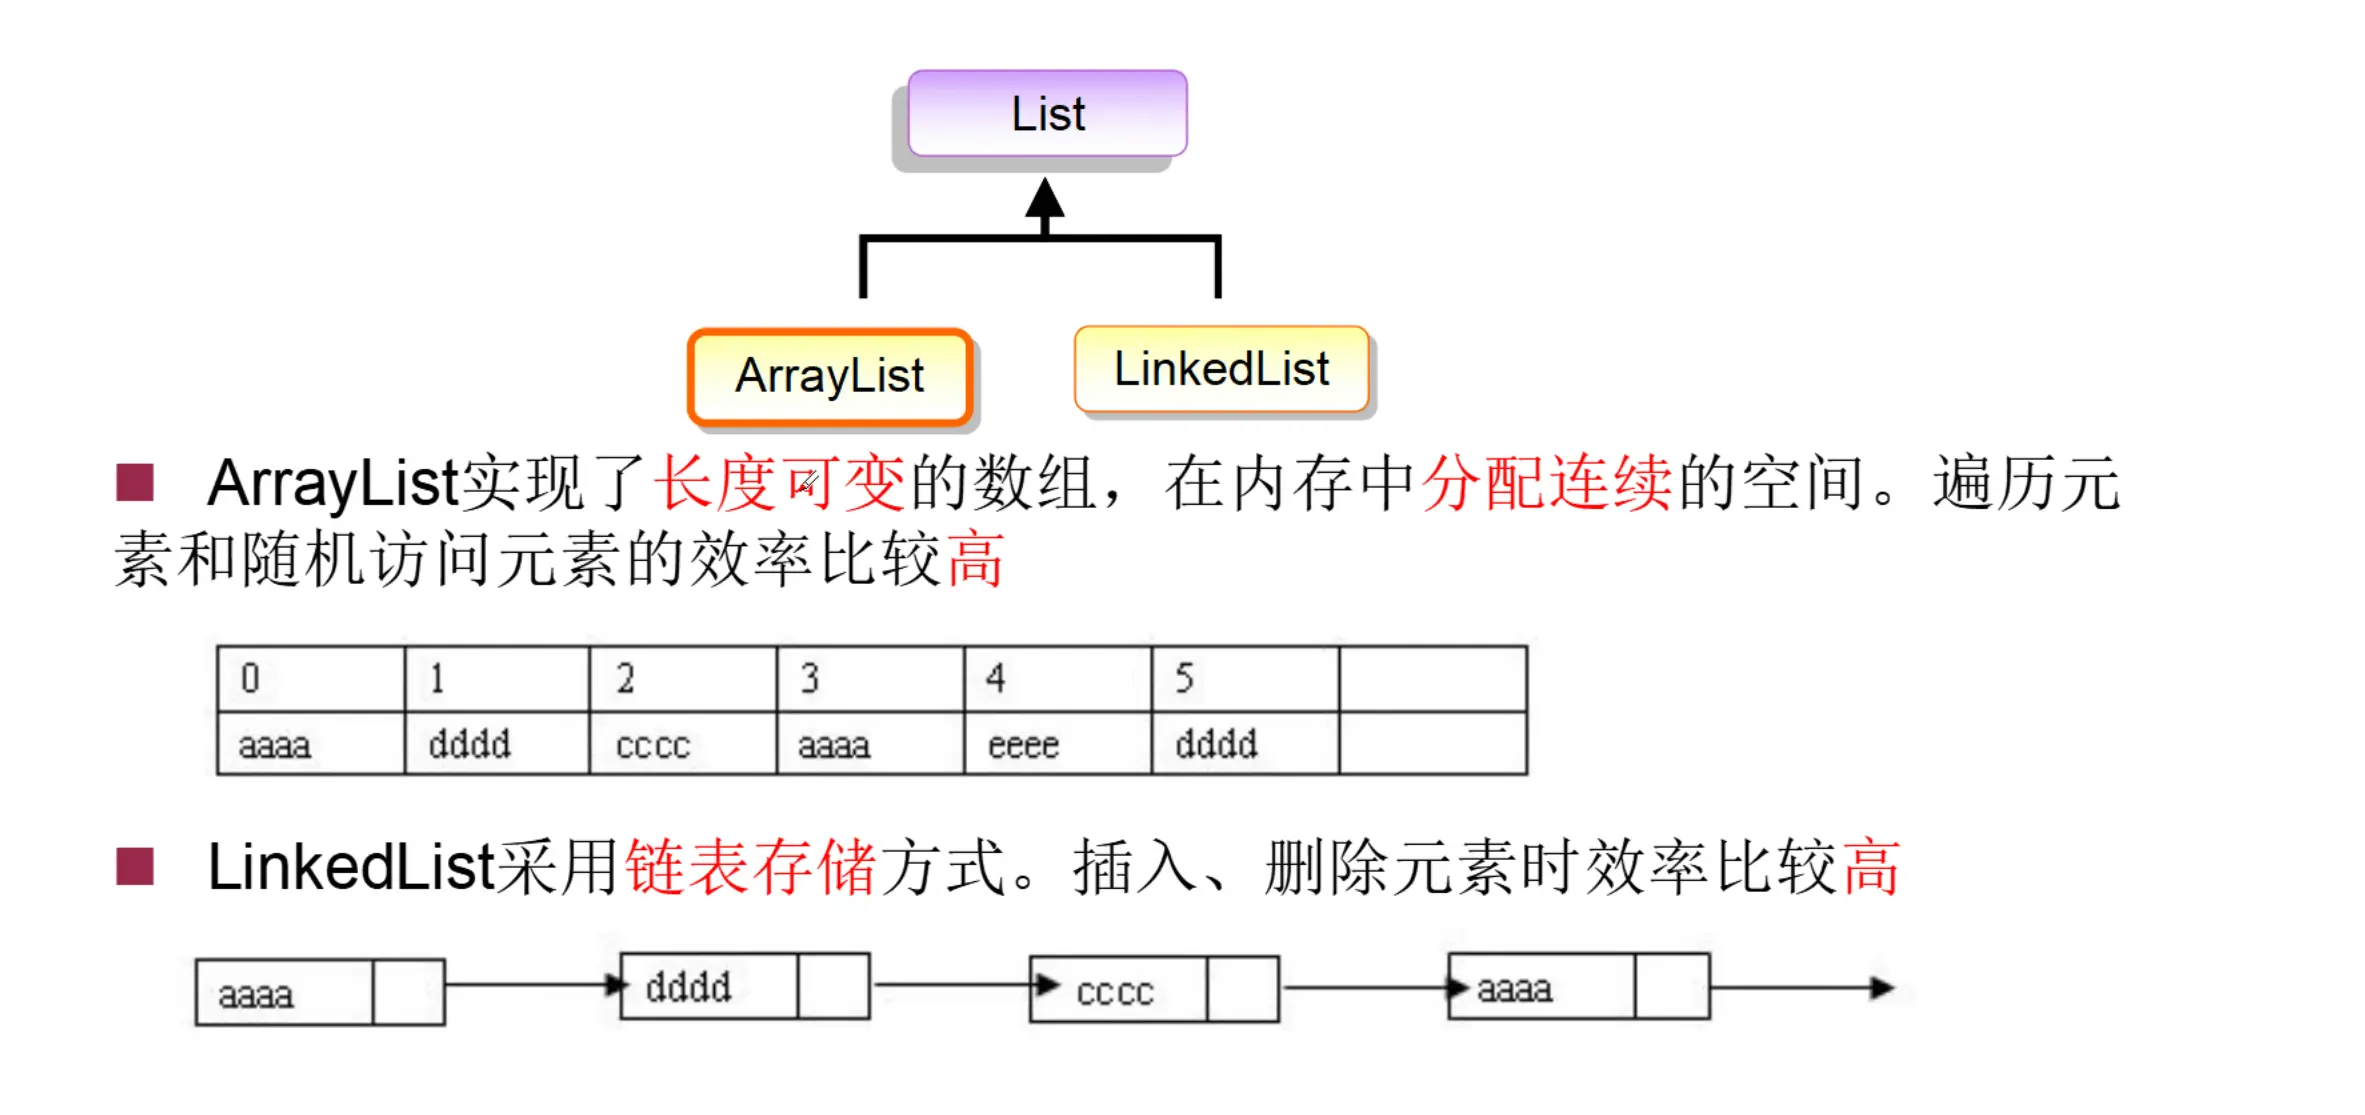 List
ArrayList LinkedList
ArrayList实现了长度可变的数组，在内存中分配连续的空间。遍历元
素和随机访问元素的效率比较高
0 1 2 3 4 5
aaaa dddd cccc aaaa eeee dddd
LinkedList采用链表存储方式。插入、删除元素时效率比较高
aaaa dddd cccc aaaa